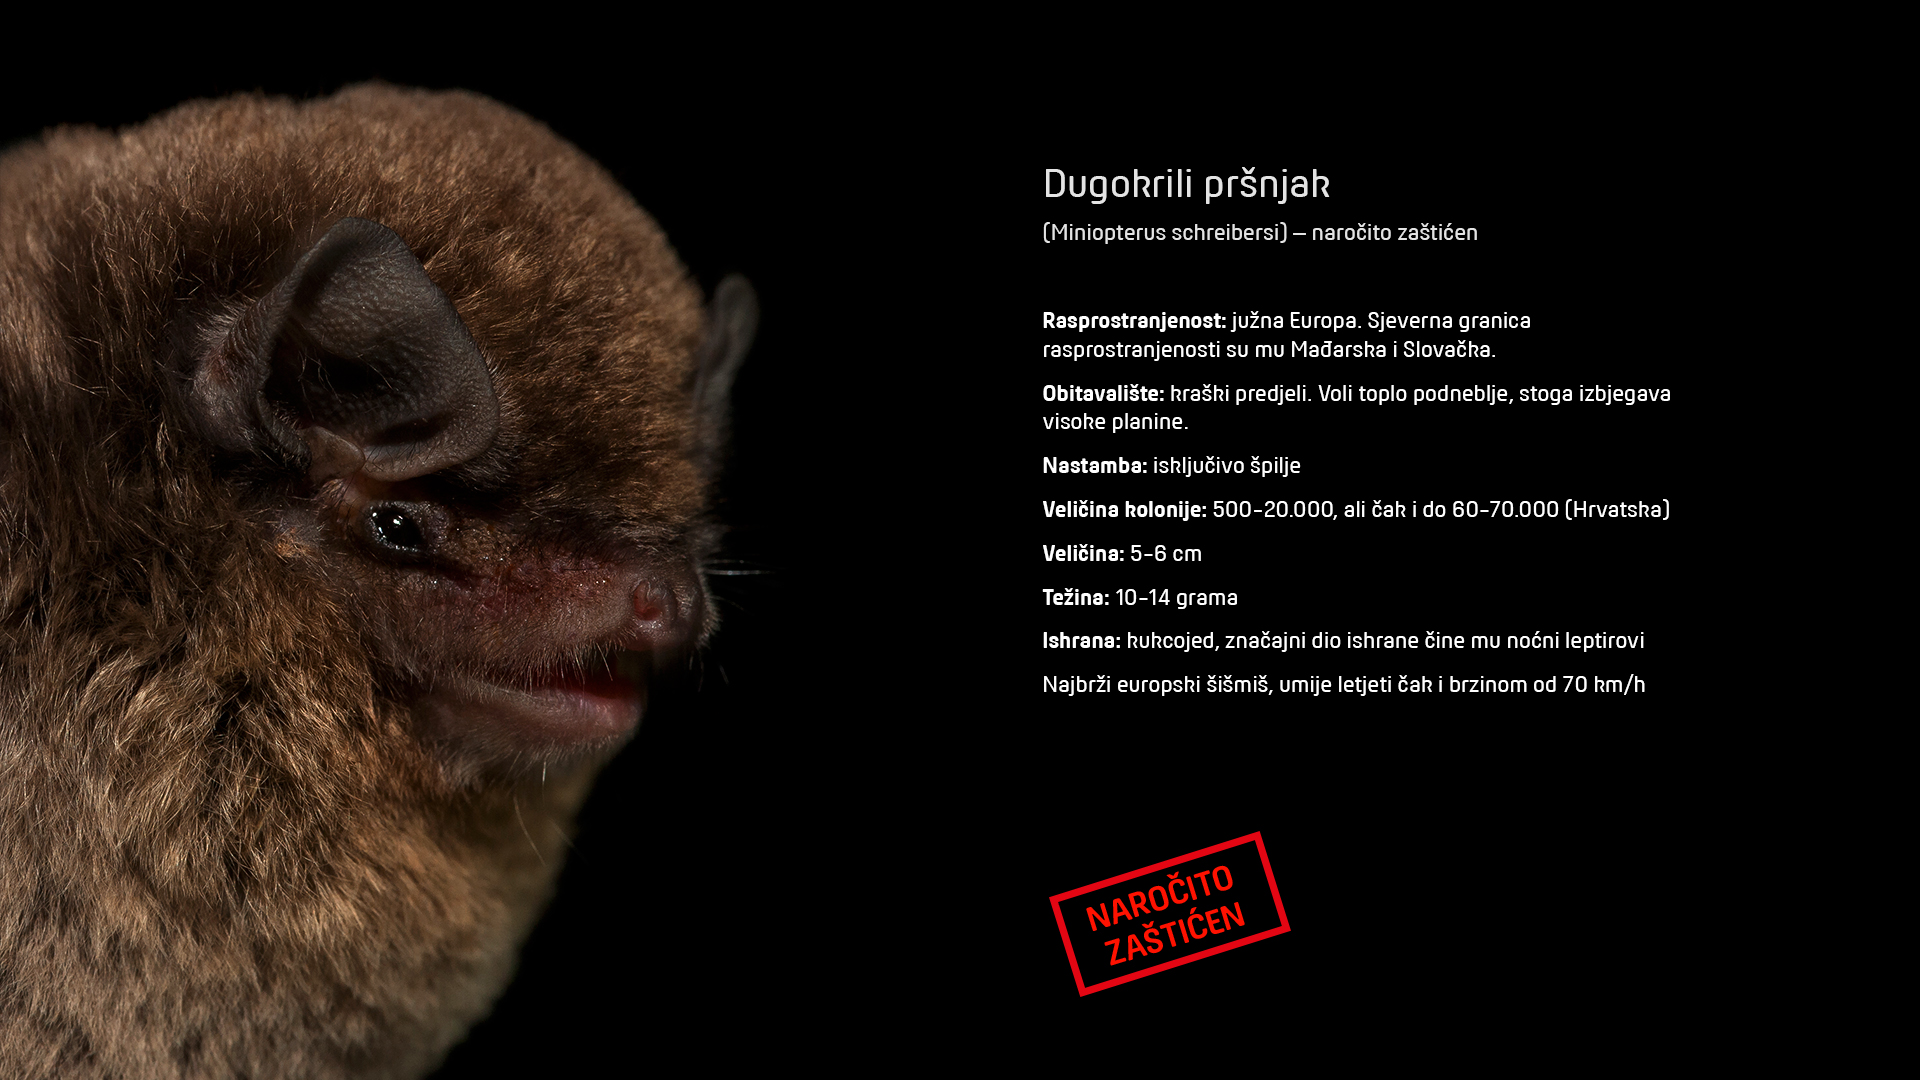 Dugokrili pršnjak
(Miniopterus schreibersi) – naročito zaštićen
Rasprostranjenost: južna Europa. Sjeverna granica
rasprostranjenosti su mu Mađarska i Slovačka.
Obitavalište: kraški predjeli. Voli toplo podneblje, stoga izbjegava
visoke planine.
Nastamba: isključivo špilje
Veličina kolonije: 500-20.000, ali čak i do 60-70.000 (Hrvatska)
Veličina: 5-6 cm
Težina: 10-14 grama
Ishrana: kukcojed, značajni dio ishrane čine mu noćni leptirovi
Najbrži europski šišmiš, umije letjeti čak i brzinom od 70 km/h
NAROČITO
ZAŠTIĆEN